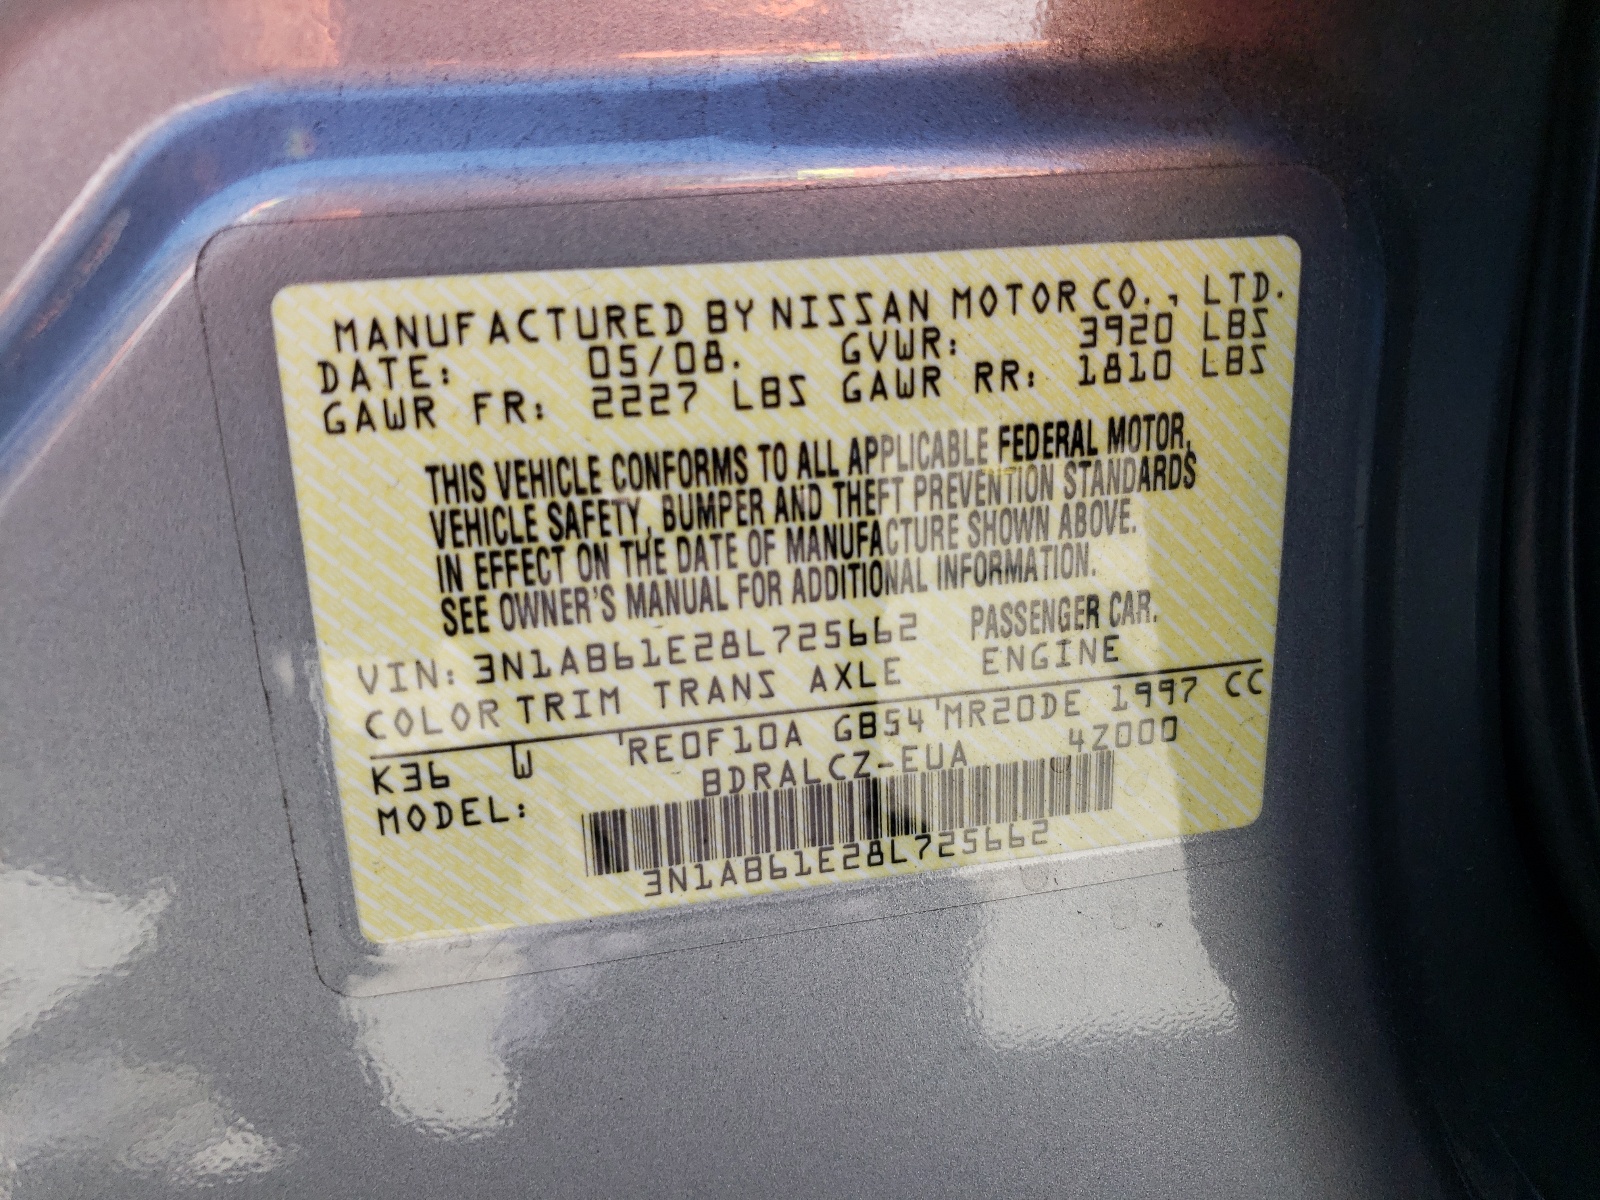 MANUFACTURED BY NISSAN MOTOR CO., LTD.
DATE: 05/08. GVWR: 3920 LBS
GAWR FR: 2227 LBS GAWR RR: 1810 LBS
THIS VEHICLE CONFORMS TO ALL APPLICABLE FEDERAL MOTOR,
VEHICLE SAFETY, BUMPER AND THEFT PREVENTION STANDARDS
IN EFFECT ON THE DATE OF MANUFACTURE SHOWN ABOVE.
SEE OWNER'S MANUAL FOR ADDITIONAL INFORMATION.
VIN: 3N1AB61E28L725662 PASSENGER CAR.
COLOR TRIM TRANS AXLE ENGINE
K36 W 'RE0F10A GB54 'MR20DE 1997 CC
MODEL: BDRALCZ-EUA 4Z000
3N1AB61E28L725662